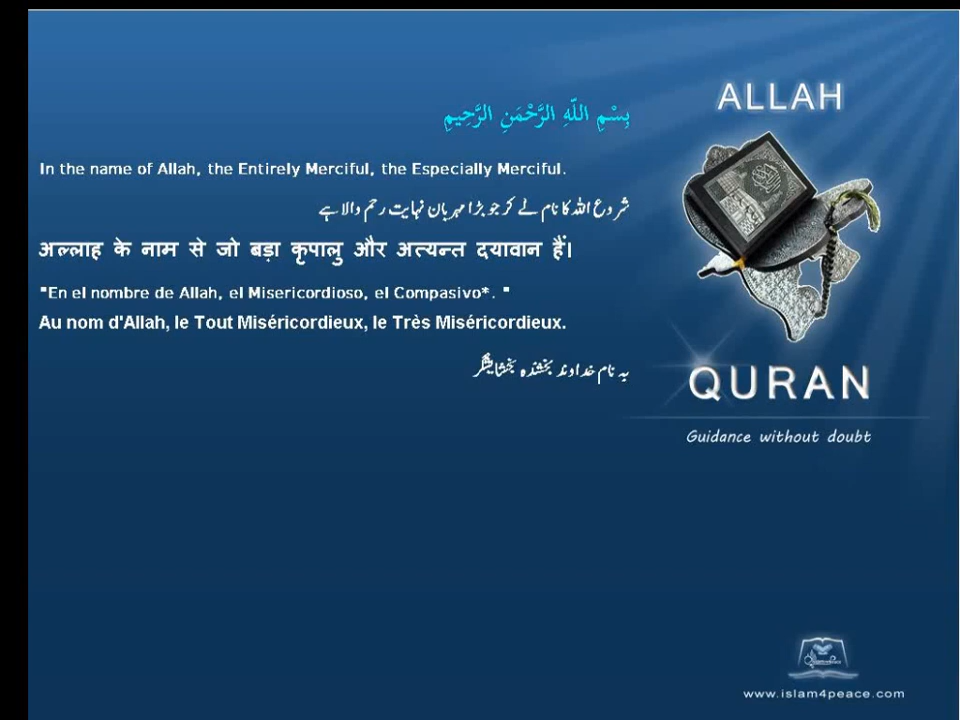 بِسْمِ اللّهِ الرَّحْمَنِ الرَّحِيمِ
In the name of Allah, the Entirely Merciful, the Especially Merciful.
شروع اللہ کا نام لے کر جو بڑا مہربان نہایت رحم والا ہے
अल्लाह के नाम से जो बड़ा कृपालु और अत्यन्त दयावान हैं।
"En el nombre de Allah, el Misericordioso, el Compasivo*. "
Au nom d'Allah, le Tout Miséricordieux, le Très Miséricordieux.
به نام خداوند بخشنده بخشایشگر
ALLAH
QURAN
Guidance without doubt
www.islam4peace.com